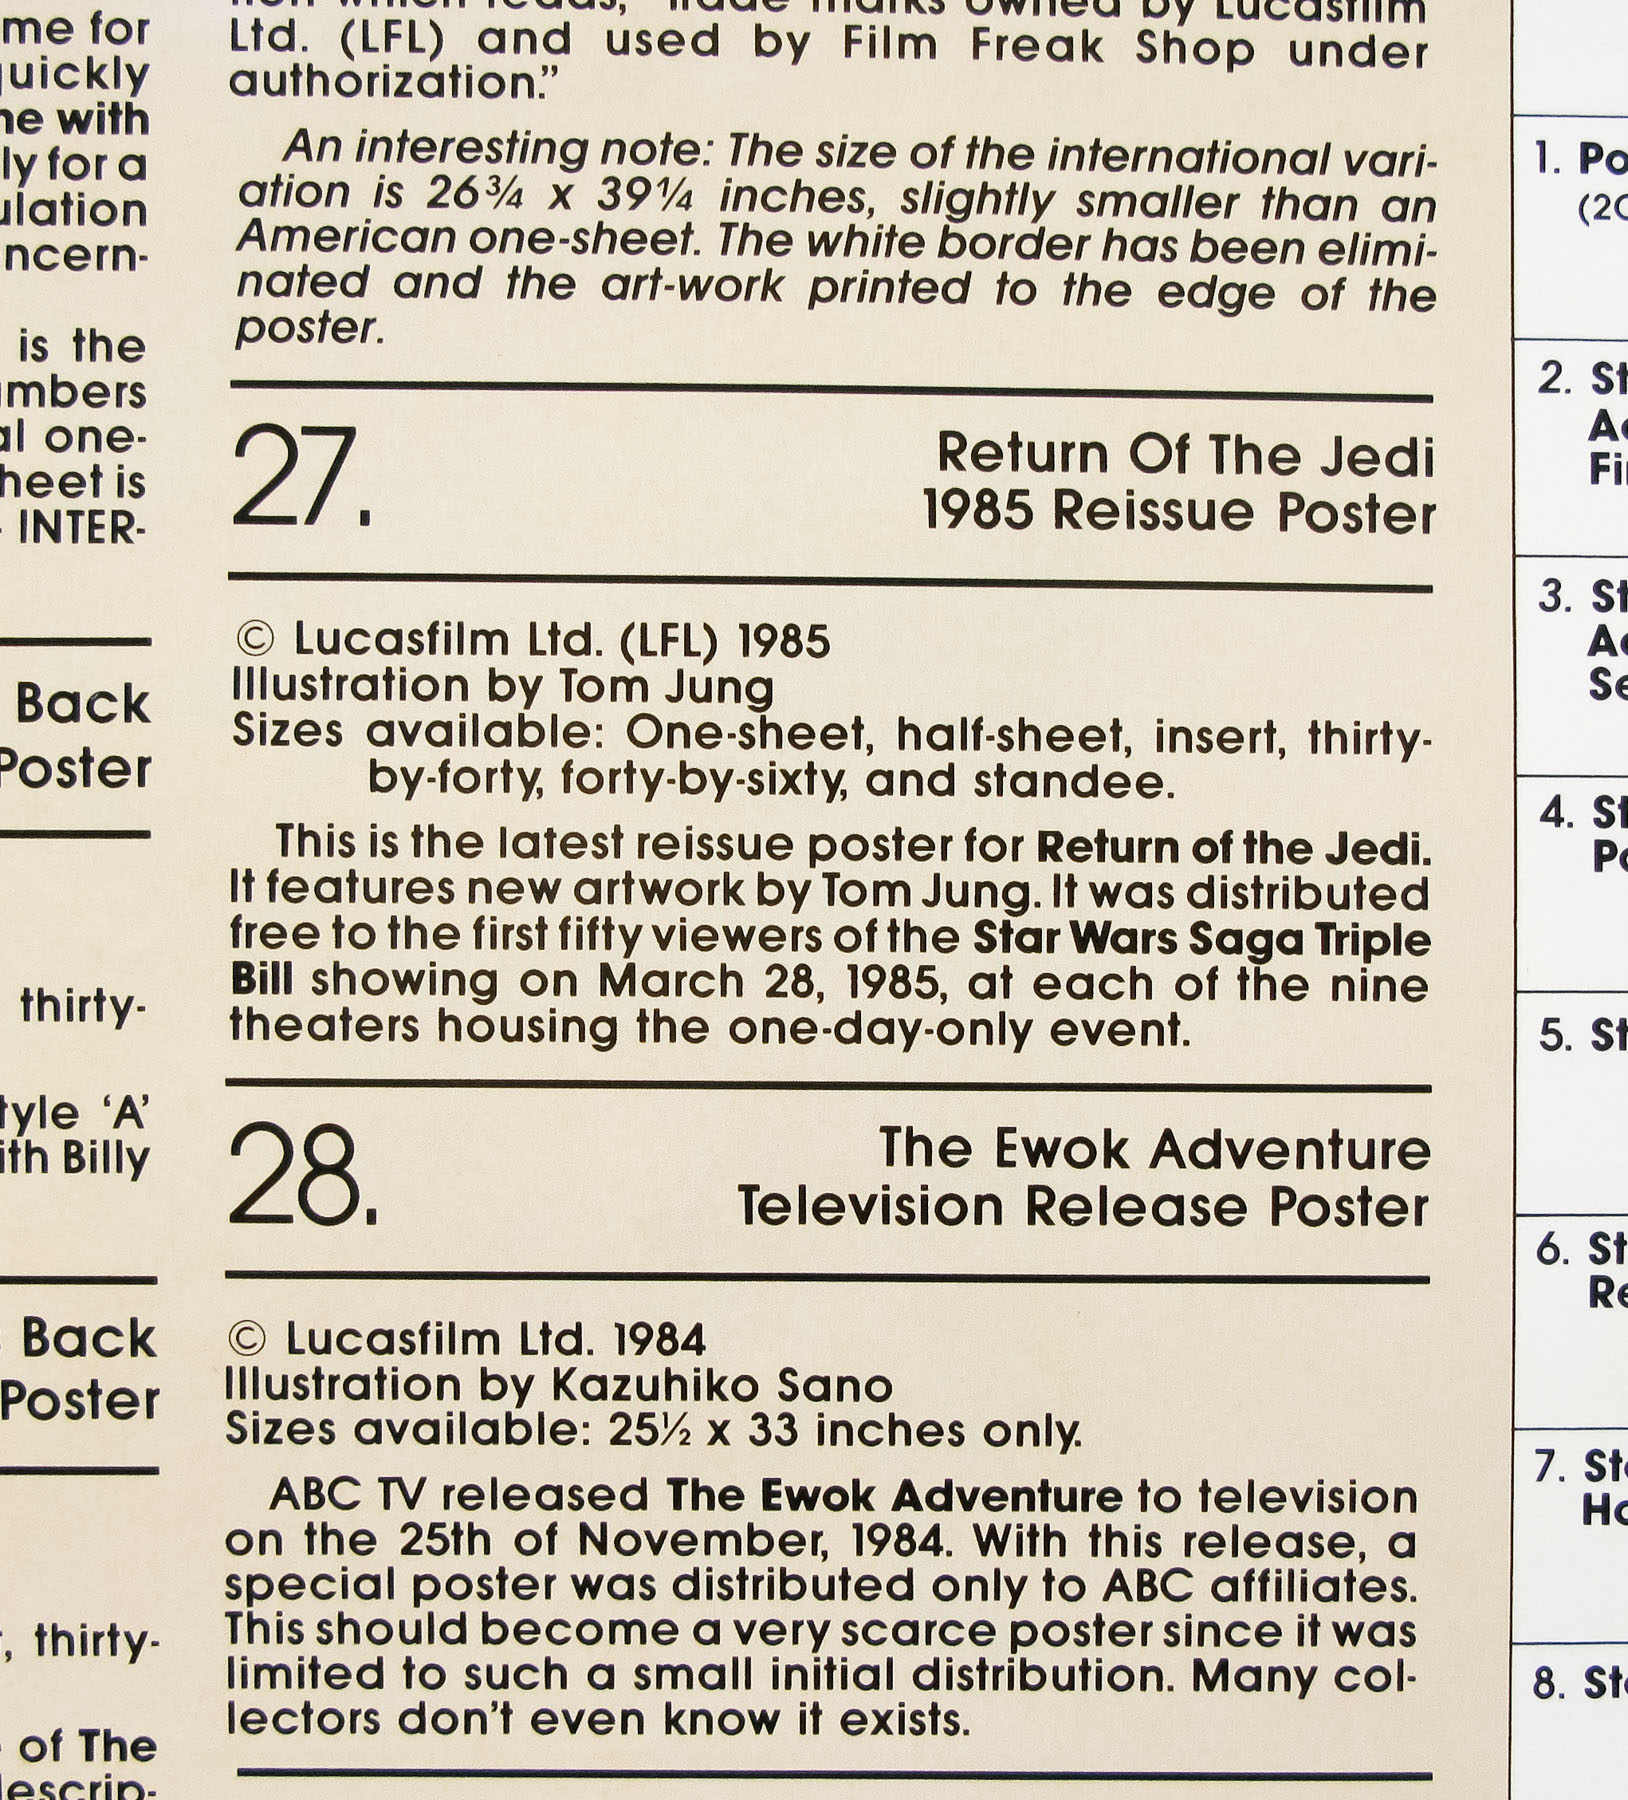 me for
quickly
with
ly for a
is the
one-
sheet is
INTER-
Back
Poster
thirty-
'A'
Billy
Back
Poster
thirty-
of The
Ltd. (LFL) and used by Film Freak Shop under
authorization."
An interesting note: The size of the international vari-
ation is 26¾ x 39¼ inches, slightly smaller than an
American one-sheet. The white border has been elimi-
nated and the art-work printed to the edge of the
poster.
27.
Return Of The Jedi
1985 Reissue Poster
© Lucasfilm Ltd. (LFL) 1985
Illustration by Tom Jung
Sizes available: One-sheet, half-sheet, insert, thirty-
by-forty, forty-by-sixty, and standee.
This is the latest reissue poster for Return of the Jedi.
It features new artwork by Tom Jung. It was distributed
free to the first fifty viewers of the Star Wars Saga Triple
Bill showing on March 28, 1985, at each of the nine
theaters housing the one-day-only event.
28.
The Ewok Adventure
Television Release Poster
© Lucasfilm Ltd. 1984
Illustration by Kazuhiko Sano
Sizes available: 25½ x 33 inches only.
ABC TV released The Ewok Adventure to television
on the 25th of November, 1984. With this release, a
special poster was distributed only to ABC affiliates.
This should become a very scarce poster since it was
limited to such a small initial distribution. Many col-
lectors don't even know it exists.
1.
2.
3.
4.
5.
6.
7.
8.